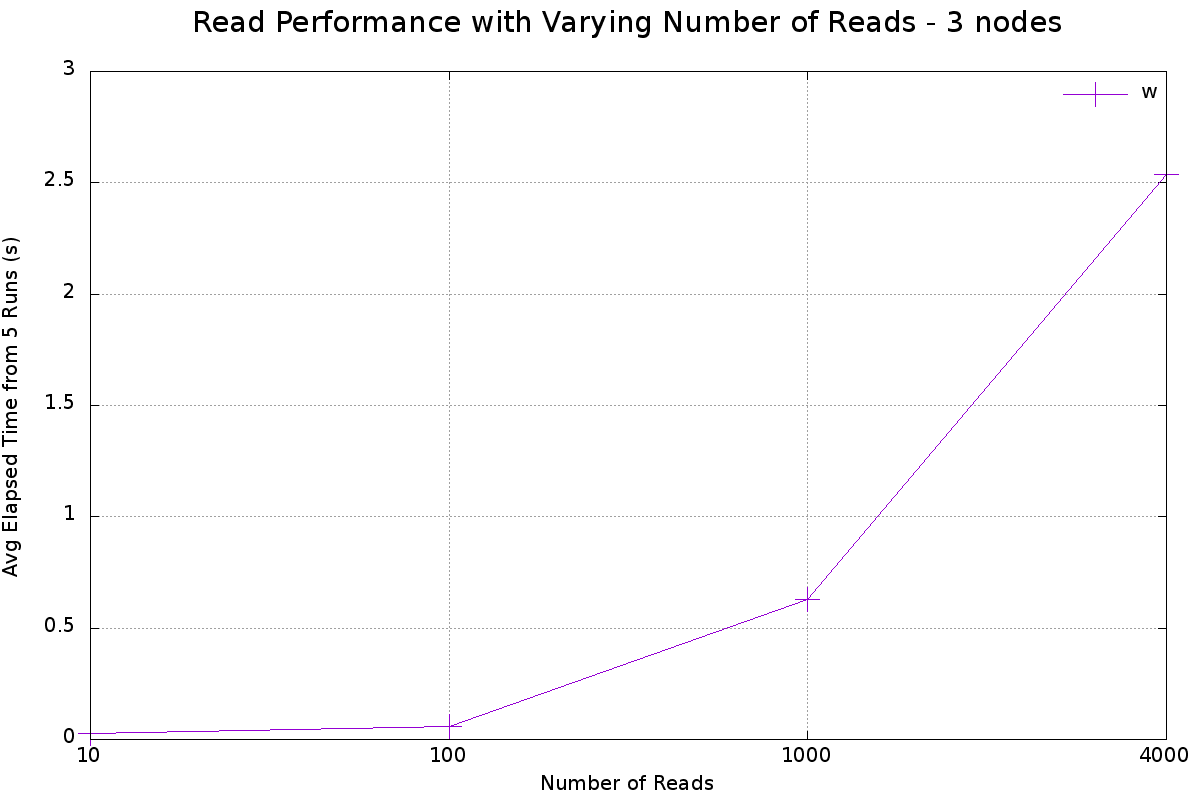 Read Performance with Varying Number of Reads - 3 nodes
w
3
2.5
2
1.5
1
0.5
0
10 100 1000 4000
Number of Reads
Avg Elapsed Time from 5 Runs (s)